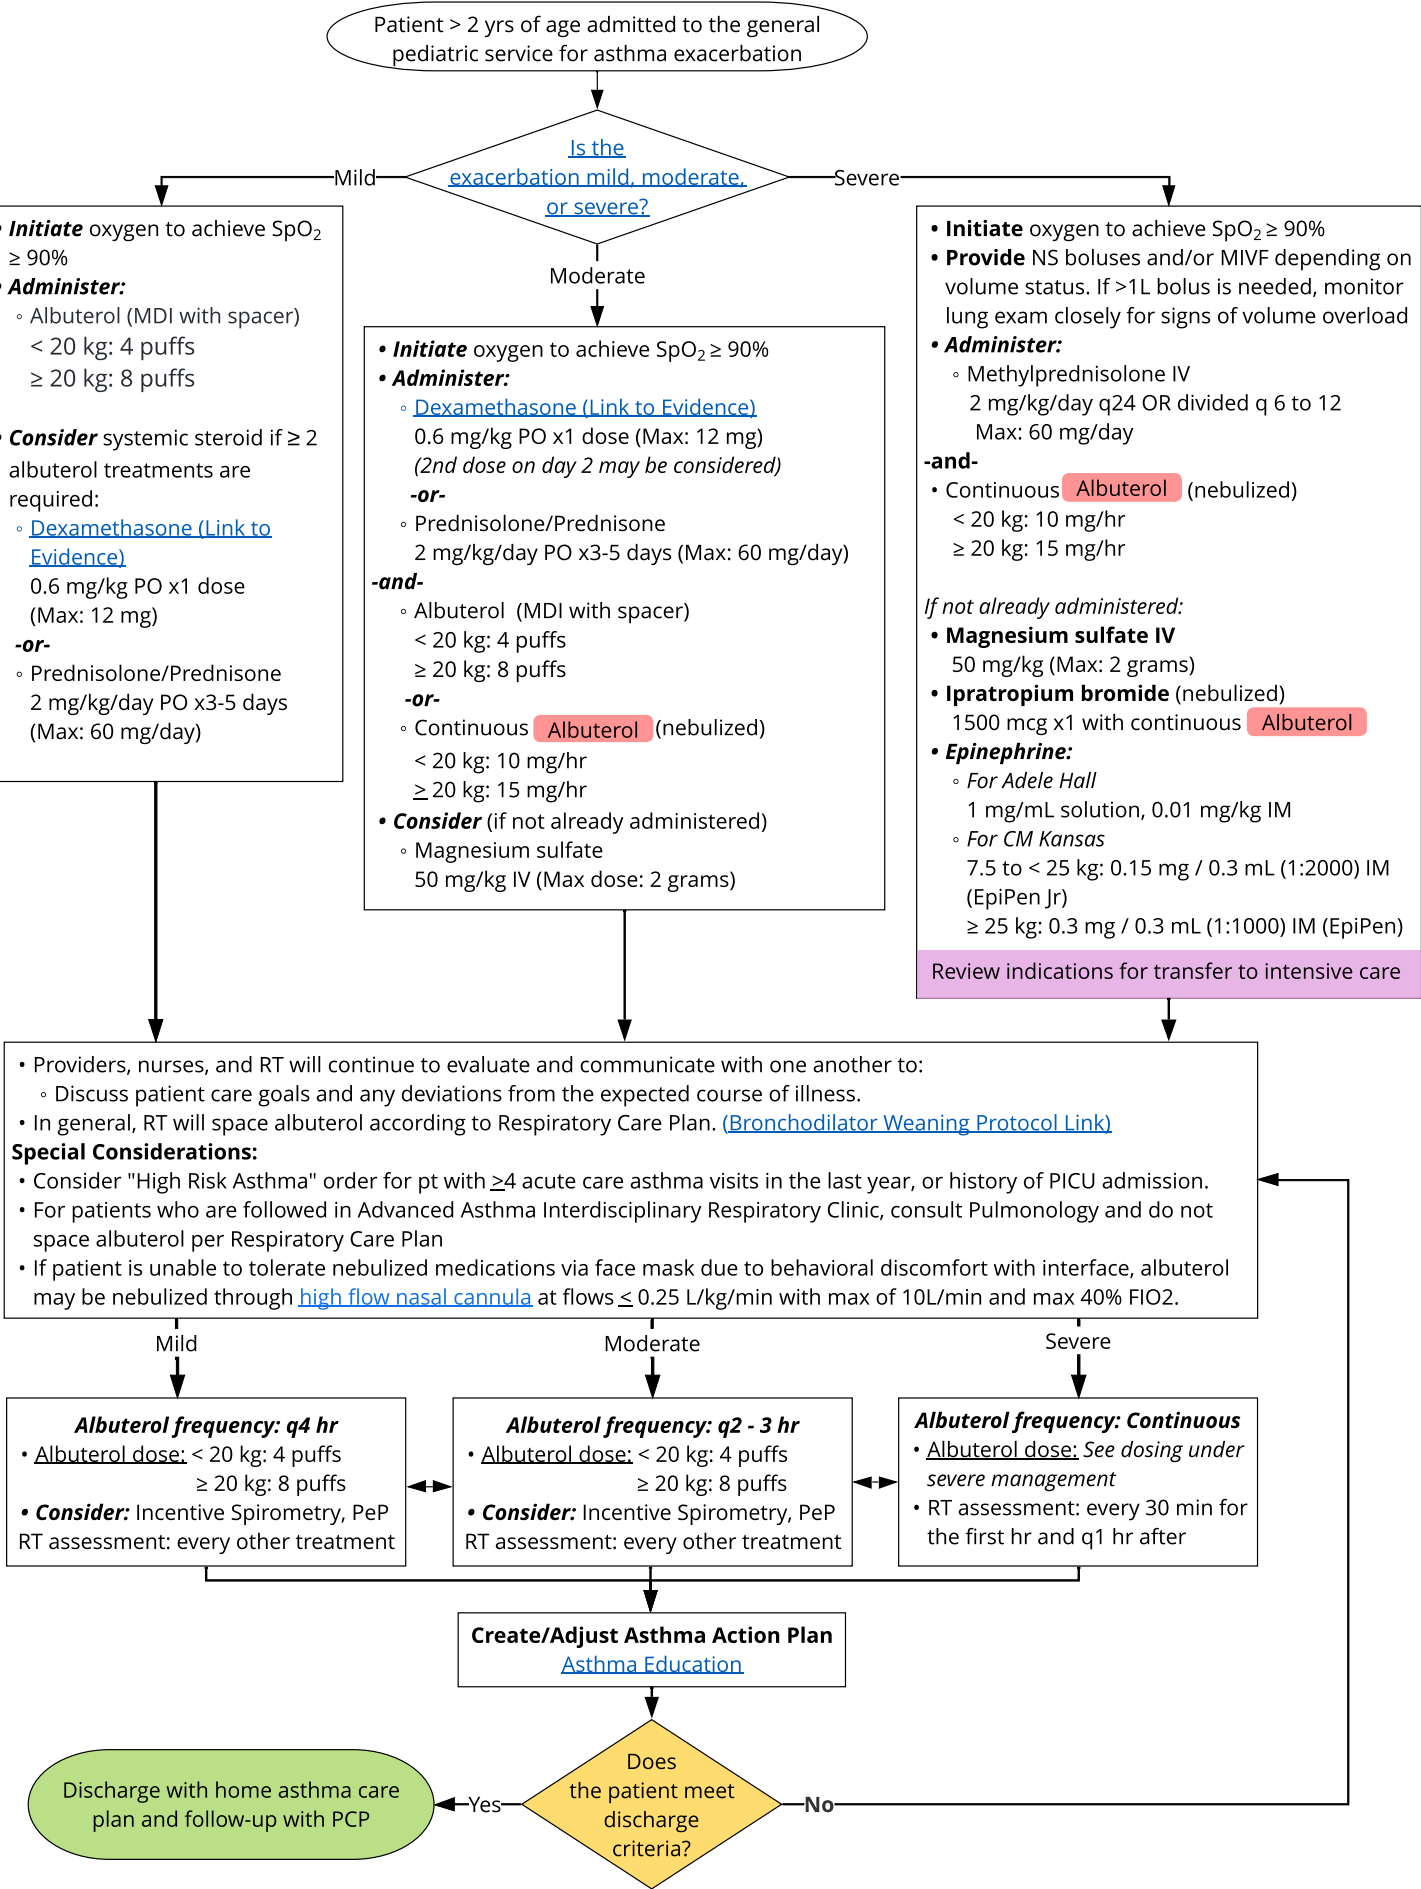 Patient > 2 yrs of age admitted to the general
pediatric service for asthma exacerbation
Is the
exacerbation mild, moderate,
or severe?
Mild
Severe
Moderate
• Initiate oxygen to achieve SpO₂
≥ 90%
• Administer:
◦ Albuterol (MDI with spacer)
< 20 kg: 4 puffs
≥ 20 kg: 8 puffs
• Consider systemic steroid if ≥ 2
albuterol treatments are
required:
◦ Dexamethasone (Link to
Evidence)
0.6 mg/kg PO x1 dose
(Max: 12 mg)
-or-
◦ Prednisolone/Prednisone
2 mg/kg/day PO x3-5 days
(Max: 60 mg/day)
• Initiate oxygen to achieve SpO₂ ≥ 90%
• Administer:
◦ Dexamethasone (Link to Evidence)
0.6 mg/kg PO x1 dose (Max: 12 mg)
(2nd dose on day 2 may be considered)
-or-
◦ Prednisolone/Prednisone
2 mg/kg/day PO x3-5 days (Max: 60 mg/day)
-and-
◦ Albuterol (MDI with spacer)
< 20 kg: 4 puffs
≥ 20 kg: 8 puffs
-or-
◦ Continuous Albuterol (nebulized)
< 20 kg: 10 mg/hr
≥ 20 kg: 15 mg/hr
• Consider (if not already administered)
◦ Magnesium sulfate
50 mg/kg IV (Max dose: 2 grams)
• Initiate oxygen to achieve SpO₂ ≥ 90%
• Provide NS boluses and/or MIVF depending on
volume status. If >1L bolus is needed, monitor
lung exam closely for signs of volume overload
• Administer:
◦ Methylprednisolone IV
2 mg/kg/day q24 OR divided q 6 to 12
Max: 60 mg/day
-and-
• Continuous Albuterol (nebulized)
< 20 kg: 10 mg/hr
≥ 20 kg: 15 mg/hr
If not already administered:
• Magnesium sulfate IV
50 mg/kg (Max: 2 grams)
• Ipratropium bromide (nebulized)
1500 mcg x1 with continuous Albuterol
• Epinephrine:
◦ For Adele Hall
1 mg/mL solution, 0.01 mg/kg IM
◦ For CM Kansas
7.5 to < 25 kg: 0.15 mg / 0.3 mL (1:2000) IM
(EpiPen Jr)
≥ 25 kg: 0.3 mg / 0.3 mL (1:1000) IM (EpiPen)
Review indications for transfer to intensive care
• Providers, nurses, and RT will continue to evaluate and communicate with one another to:
◦ Discuss patient care goals and any deviations from the expected course of illness.
• In general, RT will space albuterol according to Respiratory Care Plan. (Bronchodilator Weaning Protocol Link)
Special Considerations:
• Consider "High Risk Asthma" order for pt with ≥4 acute care asthma visits in the last year, or history of PICU admission.
• For patients who are followed in Advanced Asthma Interdisciplinary Respiratory Clinic, consult Pulmonology and do not
space albuterol per Respiratory Care Plan
• If patient is unable to tolerate nebulized medications via face mask due to behavioral discomfort with interface, albuterol
may be nebulized through high flow nasal cannula at flows ≤ 0.25 L/kg/min with max of 10L/min and max 40% FIO2.
Mild
Moderate
Severe
Albuterol frequency: q4 hr
• Albuterol dose: < 20 kg: 4 puffs
≥ 20 kg: 8 puffs
• Consider: Incentive Spirometry, PeP
RT assessment: every other treatment
Albuterol frequency: q2 - 3 hr
• Albuterol dose: < 20 kg: 4 puffs
≥ 20 kg: 8 puffs
• Consider: Incentive Spirometry, PeP
RT assessment: every other treatment
Albuterol frequency: Continuous
• Albuterol dose: See dosing under
severe management
• RT assessment: every 30 min for
the first hr and q1 hr after
Create/Adjust Asthma Action Plan
Asthma Education
Does
the patient meet
discharge
criteria?
Yes
No
Discharge with home asthma care
plan and follow-up with PCP